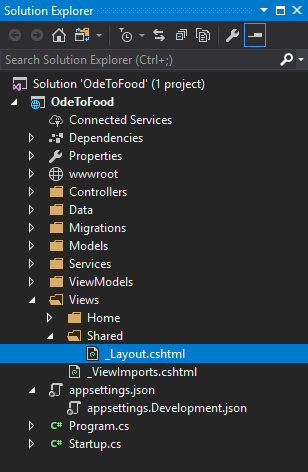 Solution Explorer
Search Solution Explorer (Ctrl+;)
Solution 'OdeToFood' (1 project)
OdeToFood
Connected Services
Dependencies
Properties
wwwroot
Controllers
Data
Migrations
Models
Services
ViewModels
Views
Home
Shared
_Layout.cshtml
_ViewImports.cshtml
appsettings.json
appsettings.Development.json
C# Program.cs
C# Startup.cs